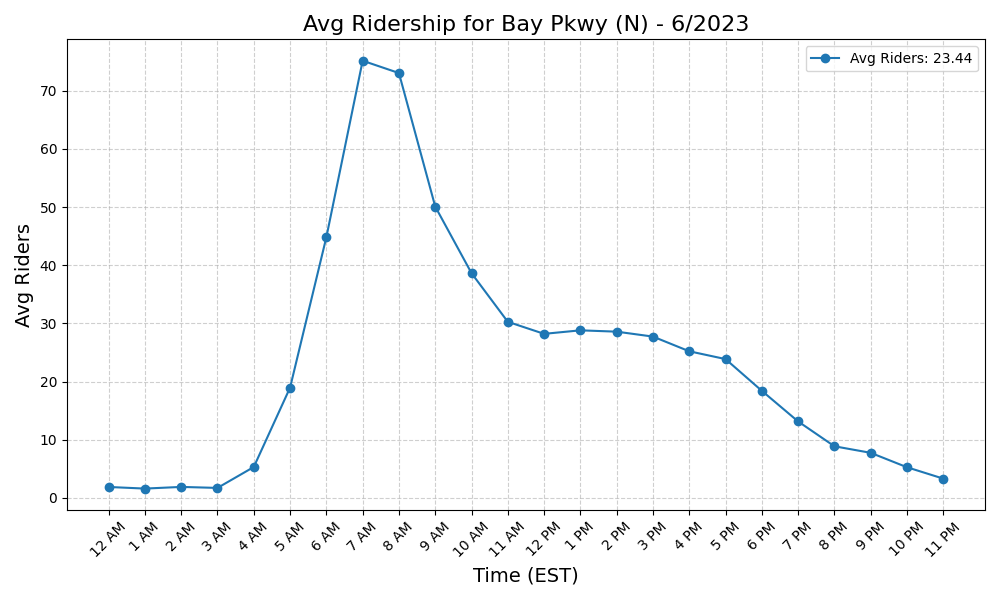 Avg Ridership for Bay Pkwy (N) - 6/2023
Avg Riders: 23.44
Avg Riders
70
60
50
40
30
20
10
0
12 AM
1 AM
2 AM
3 AM
4 AM
5 AM
6 AM
7 AM
8 AM
9 AM
10 AM
11 AM
12 PM
1 PM
2 PM
3 PM
4 PM
5 PM
6 PM
7 PM
8 PM
9 PM
10 PM
11 PM
Time (EST)